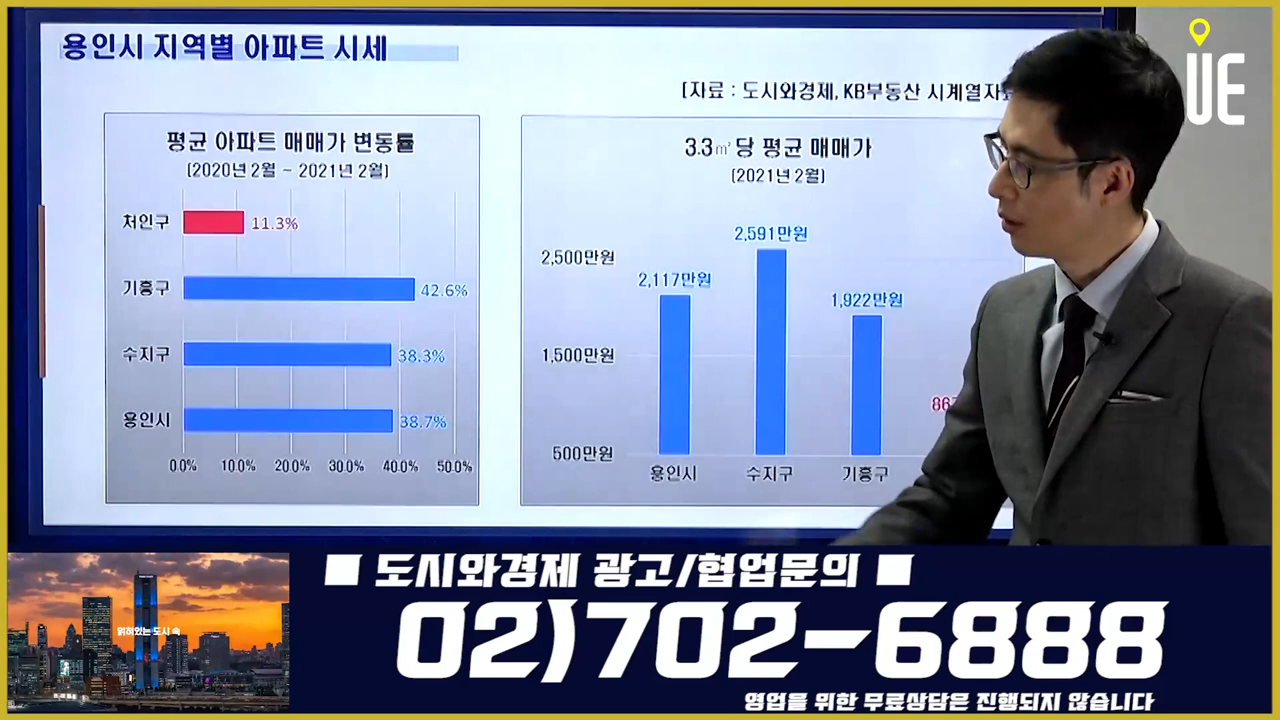 용인시 지역별 아파트 시세
UE
[자료 : 도시와경제, KB부동산 시계열자료
평균 아파트 매매가 변동률
(2020년 2월 ~ 2021년 2월)
처인구 11.3%
기흥구 42.6%
수지구 38.3%
용인시 38.7%
0.0% 10.0% 20.0% 30.0% 40.0% 50.0%
3.3㎡당 평균 매매가
(2021년 2월)
2,591만원
2,500만원
2,117만원
1,922만원
1,500만원
500만원
용인시 수지구 기흥구
■ 도시와경제 광고/협업문의 ■
02)702-6888
영업을 위한 무료상담은 진행되지 않습니다
읽혀있는 도시 속